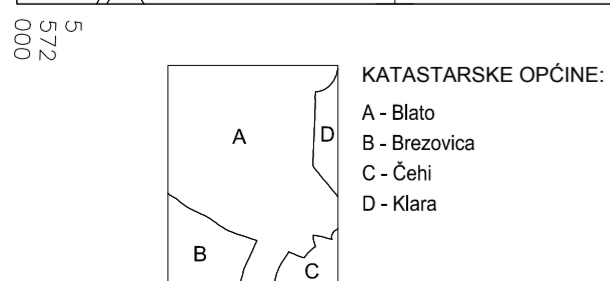 5
572
000
KATASTARSKE OPĆINE:
A - Blato
B - Brezovica
C - Čehi
D - Klara
A
D
B
C